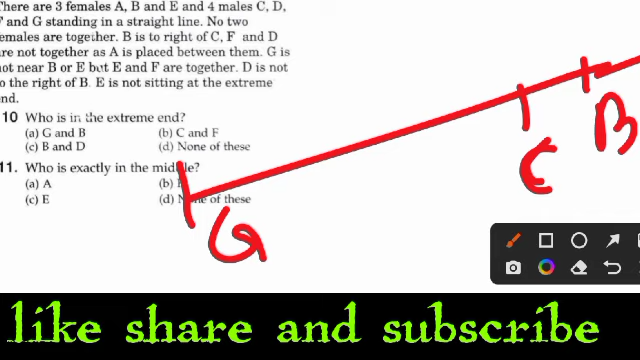 There are 3 females A, B and E and 4 males C, D,
F and G standing in a straight line. No two
females are together. B is to right of C, F and D
are not together as A is placed between them. G is
not near B or E but E and F are together. D is not
to the right of B. E is not sitting at the extreme
end.
10 Who is in the extreme end?
(a) G and B (b) C and F
(c) B and D (d) None of these
11. Who is exactly in the middle?
(a) A (b)
(c) E (d) None of these
G
C
B
like share and subscribe